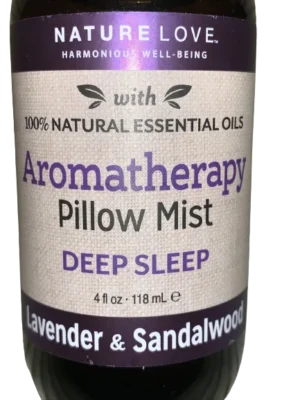 NATURE LOVE™
HARMONIOUS WELL-BEING
with
100% NATURAL ESSENTIAL OILS
Aromatherapy
Pillow Mist
DEEP SLEEP
4 fl oz - 118 mL ℮
Lavender & Sandalwood